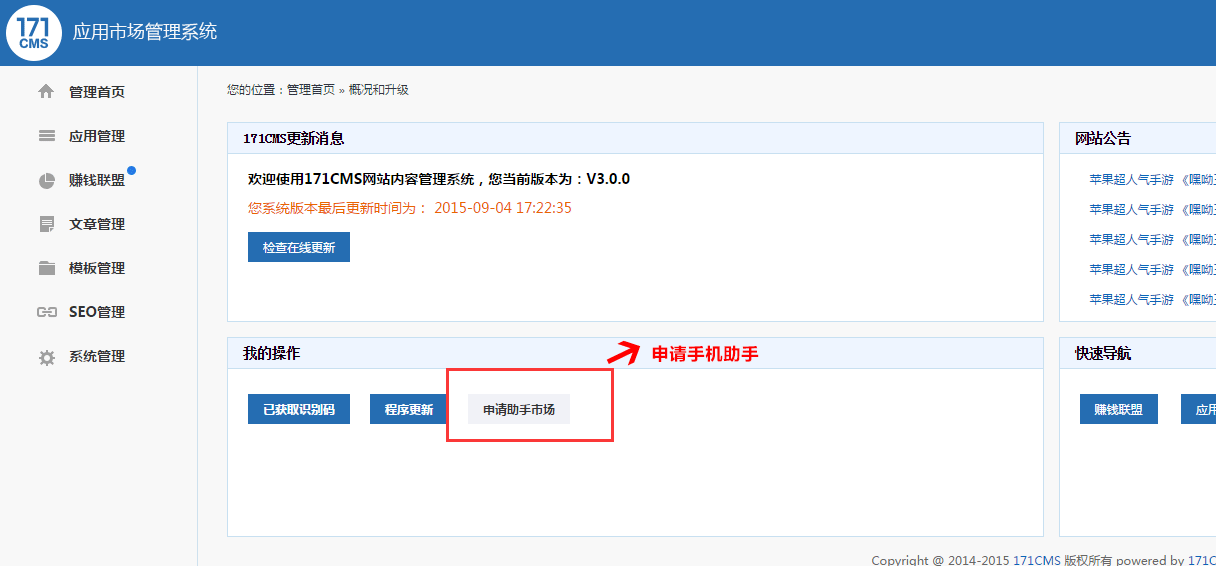 171
CMS
应用市场管理系统
管理首页
应用管理
赚钱联盟
文章管理
模板管理
SEO管理
系统管理
您的位置：管理首页 » 概况和升级
171CMS更新消息
欢迎使用171CMS网站内容管理系统，您当前版本为：V3.0.0
您系统版本最后更新时间为： 2015-09-04 17:22:35
检查在线更新
网站公告
苹果超人气手游 《嘿呦
苹果超人气手游 《嘿呦
苹果超人气手游 《嘿呦
苹果超人气手游 《嘿呦
苹果超人气手游 《嘿呦
我的操作
申请手机助手
已获取识别码
程序更新
申请助手市场
快速导航
赚钱联盟
应用
Copyright @ 2014-2015 171CMS 版权所有 powered by 171C